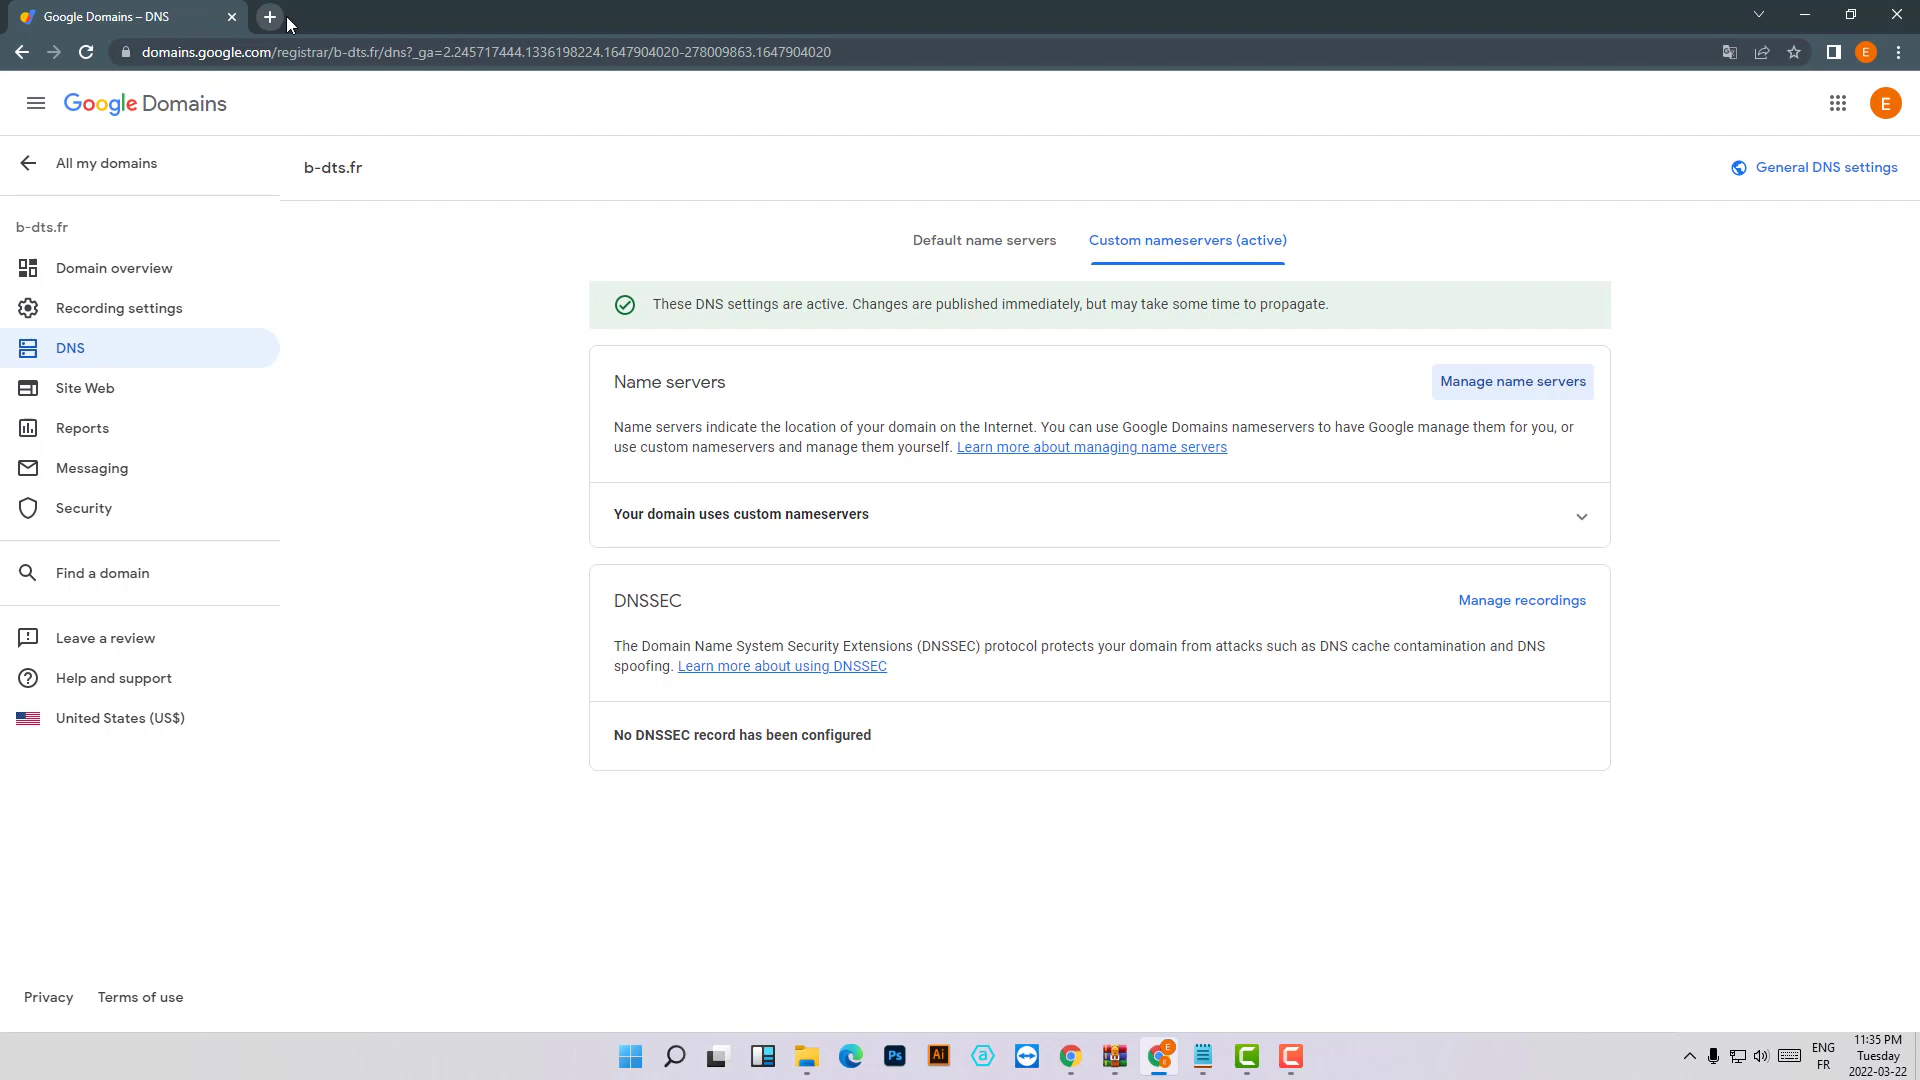 Google Domains – DNS
domains.google.com/registrar/b-dts.fr/dns?_ga=2.245717444.1336198224.1647904020-278009863.1647904020
E
Google Domains
E
All my domains
b-dts.fr
General DNS settings
b-dts.fr
Domain overview
Recording settings
DNS
Site Web
Reports
Messaging
Security
Find a domain
Leave a review
Help and support
United States (US$)
Privacy Terms of use
Default name servers
Custom nameservers (active)
These DNS settings are active. Changes are published immediately, but may take some time to propagate.
Name servers
Manage name servers
Name servers indicate the location of your domain on the Internet. You can use Google Domains nameservers to have Google manage them for you, or
use custom nameservers and manage them yourself. Learn more about managing name servers
Your domain uses custom nameservers
DNSSEC
Manage recordings
The Domain Name System Security Extensions (DNSSEC) protocol protects your domain from attacks such as DNS cache contamination and DNS
spoofing. Learn more about using DNSSEC
No DNSSEC record has been configured
Ps
Ai
E
ENG
FR
11:35 PM
Tuesday
2022-03-22